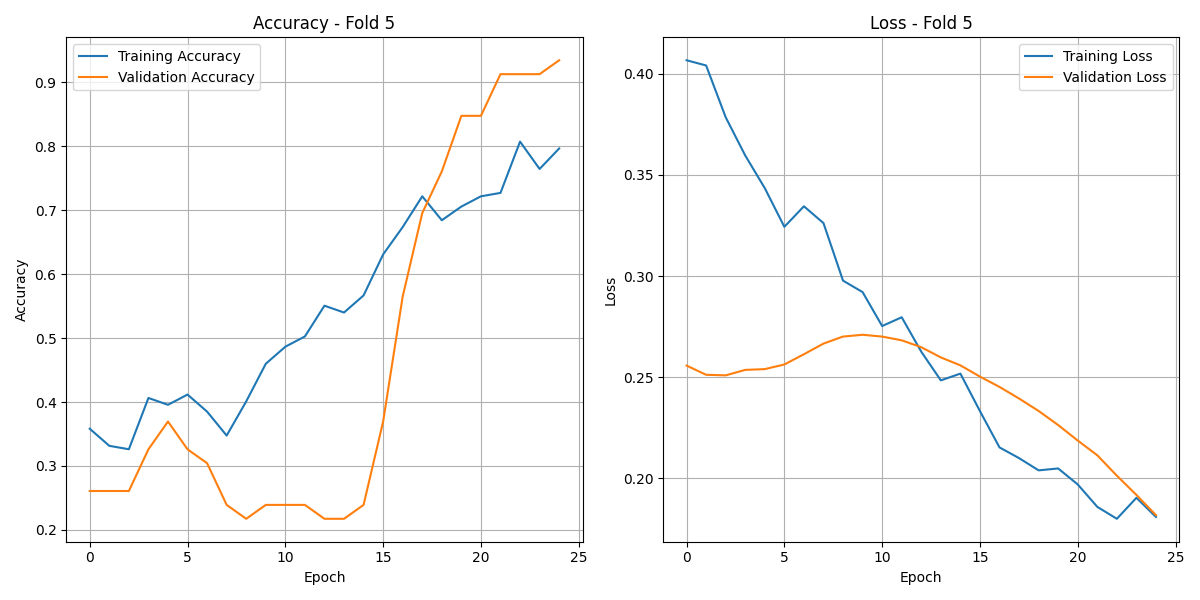 Accuracy - Fold 5
Training Accuracy
Validation Accuracy
Accuracy
0.9
0.8
0.7
0.6
0.5
0.4
0.3
0.2
0 5 10 15 20 25
Epoch
Loss - Fold 5
Training Loss
Validation Loss
Loss
0.40
0.35
0.30
0.25
0.20
0 5 10 15 20 25
Epoch